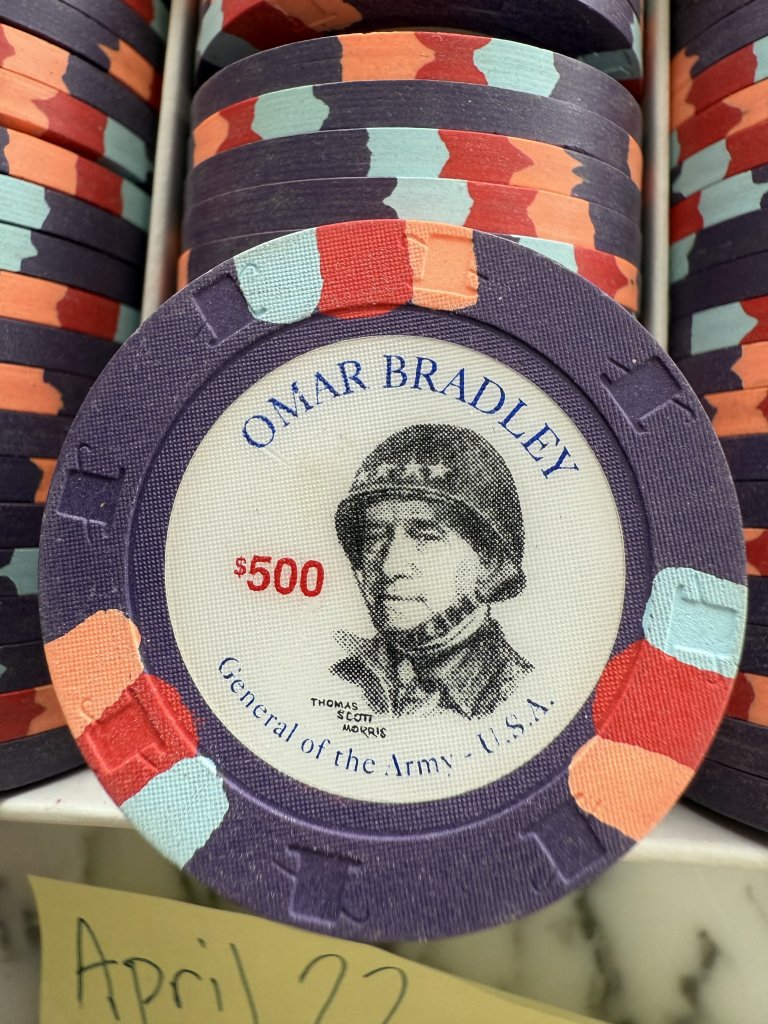 OMAR BRADLEY
$500
THOMAS
SCOTT
MORRIS
General of the Army - U.S.A.
April 22